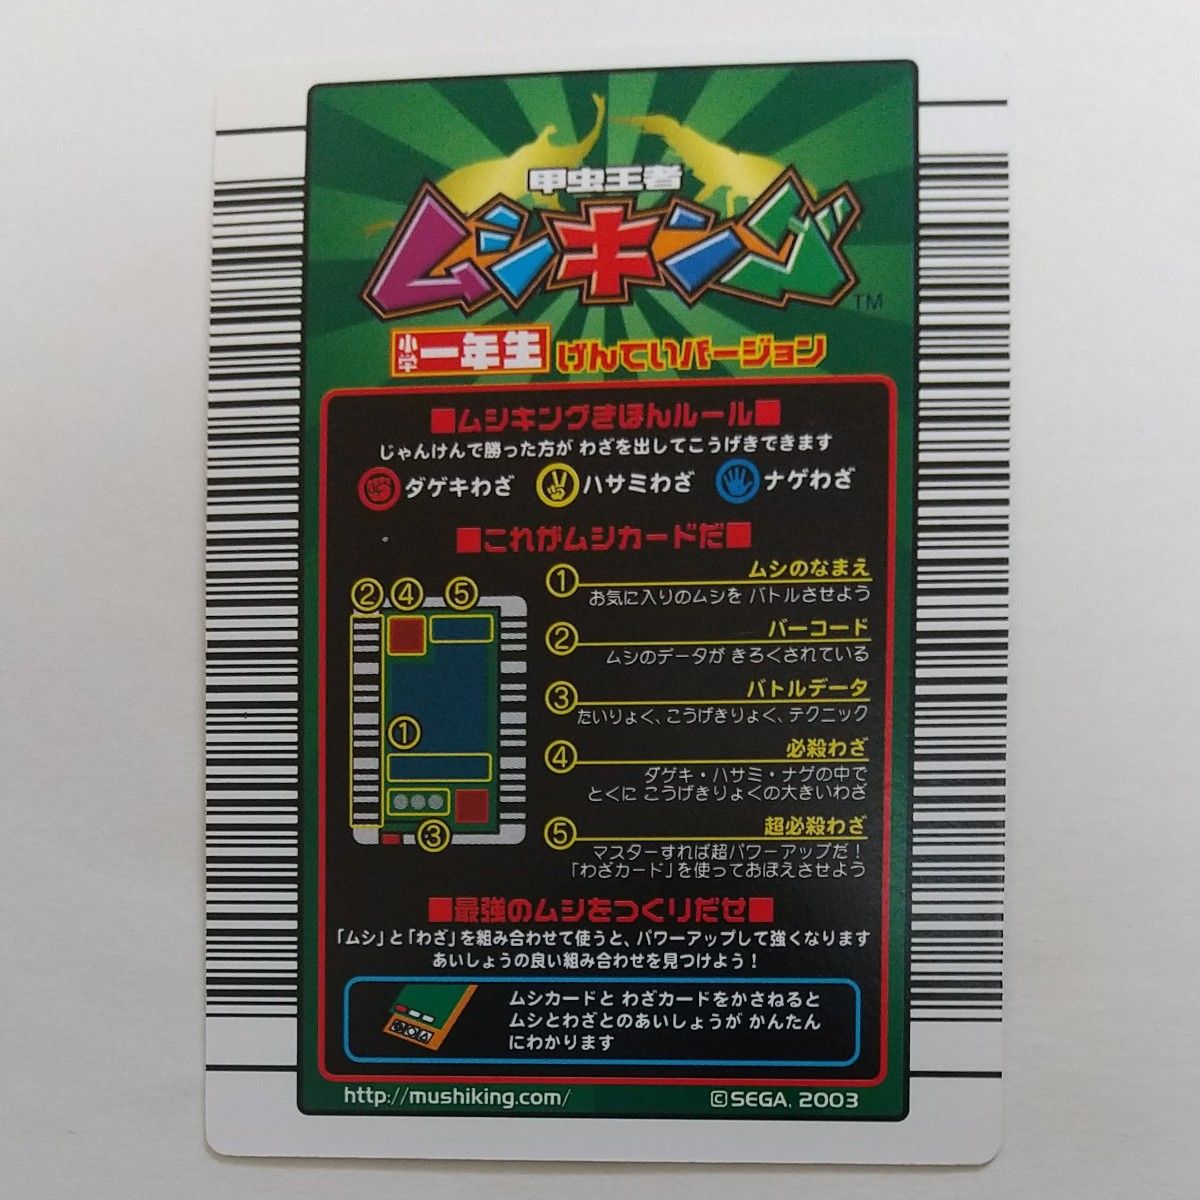 甲虫王者
ムシキング
TM
小学一年生 げんていバージョン
■ムシキングきほんルール■
じゃんけんで勝った方が わざを出してこうげきできます
ダゲキわざ ハサミわざ ナゲわざ
■これがムシカードだ■
② ④ ⑤
①
③
① ムシのなまえ
お気に入りのムシを バトルさせよう
② バーコード
ムシのデータが きろくされている
③ バトルデータ
たいりょく、こうげきりょく、テクニック
④ 必殺わざ
ダゲキ・ハサミ・ナゲの中で
とくに こうげきりょくの大きいわざ
⑤ 超必殺わざ
マスターすれば超パワーアップだ！
「わざカード」を使っておぼえさせよう
■最強のムシをつくりだせ■
「ムシ」と「わざ」を組み合わせて使うと、パワーアップして強くなります
あいしょうの良い組み合わせを見つけよう！
ムシカードと わざカードをかさねると
ムシとわざとのあいしょうが かんたん
にわかります
http://mushiking.com/
©SEGA, 2003